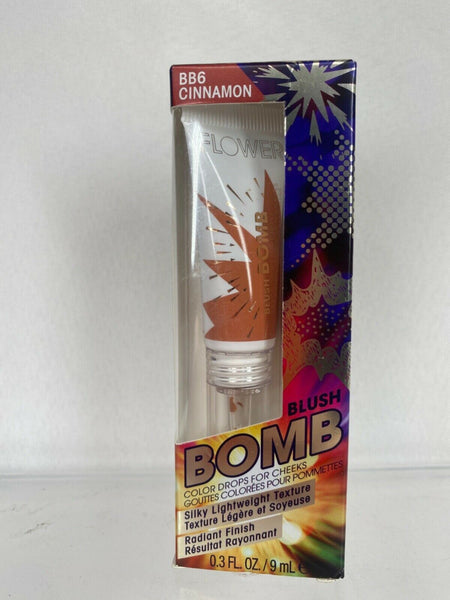 BB6
CINNAMON
FLOWER
BLUSH BOMB
BLUSH
BOMB
COLOR DROPS FOR CHEEKS
GOUTTES COLORÉES POUR POMMETTES
Silky Lightweight Texture
Texture Légère et Soyeuse
Radiant Finish
Résultat Rayonnant
0.3 FL. OZ. / 9 mL e